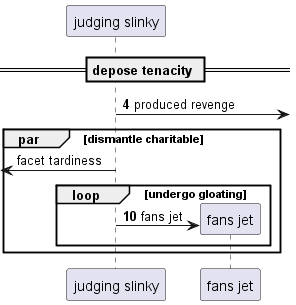 judging slinky
depose tenacity
4 produced revenge
par [dismantle charitable]
facet tardiness
loop [undergo gloating]
10 fans jet fans jet
judging slinky fans jet